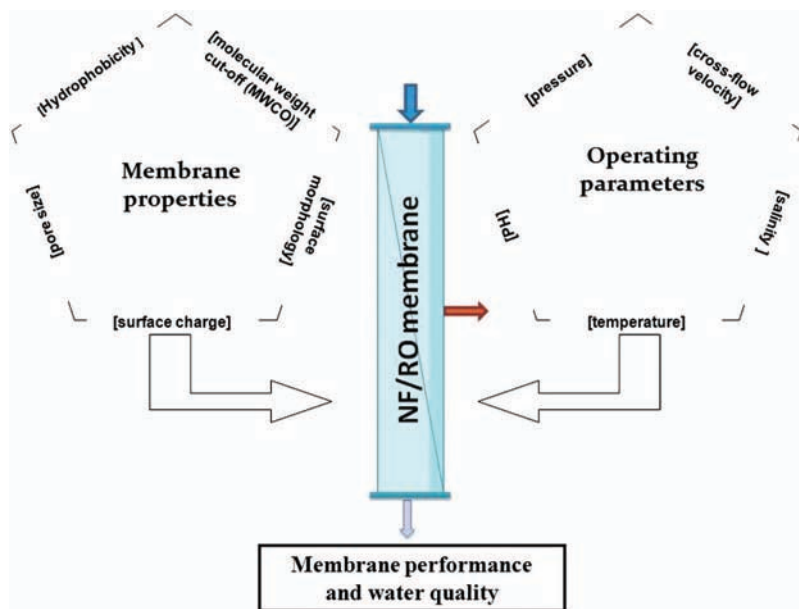 [Hydrophobicity ]
[molecular weight
cut-off (MWCO)]
Membrane
properties
[pore size]
[surface
morphology]
[surface charge]
NF/RO membrane
[pressure]
[cross-flow
velocity]
Operating
parameters
[PH]
[salinity ]
[temperature]
Membrane performance
and water quality